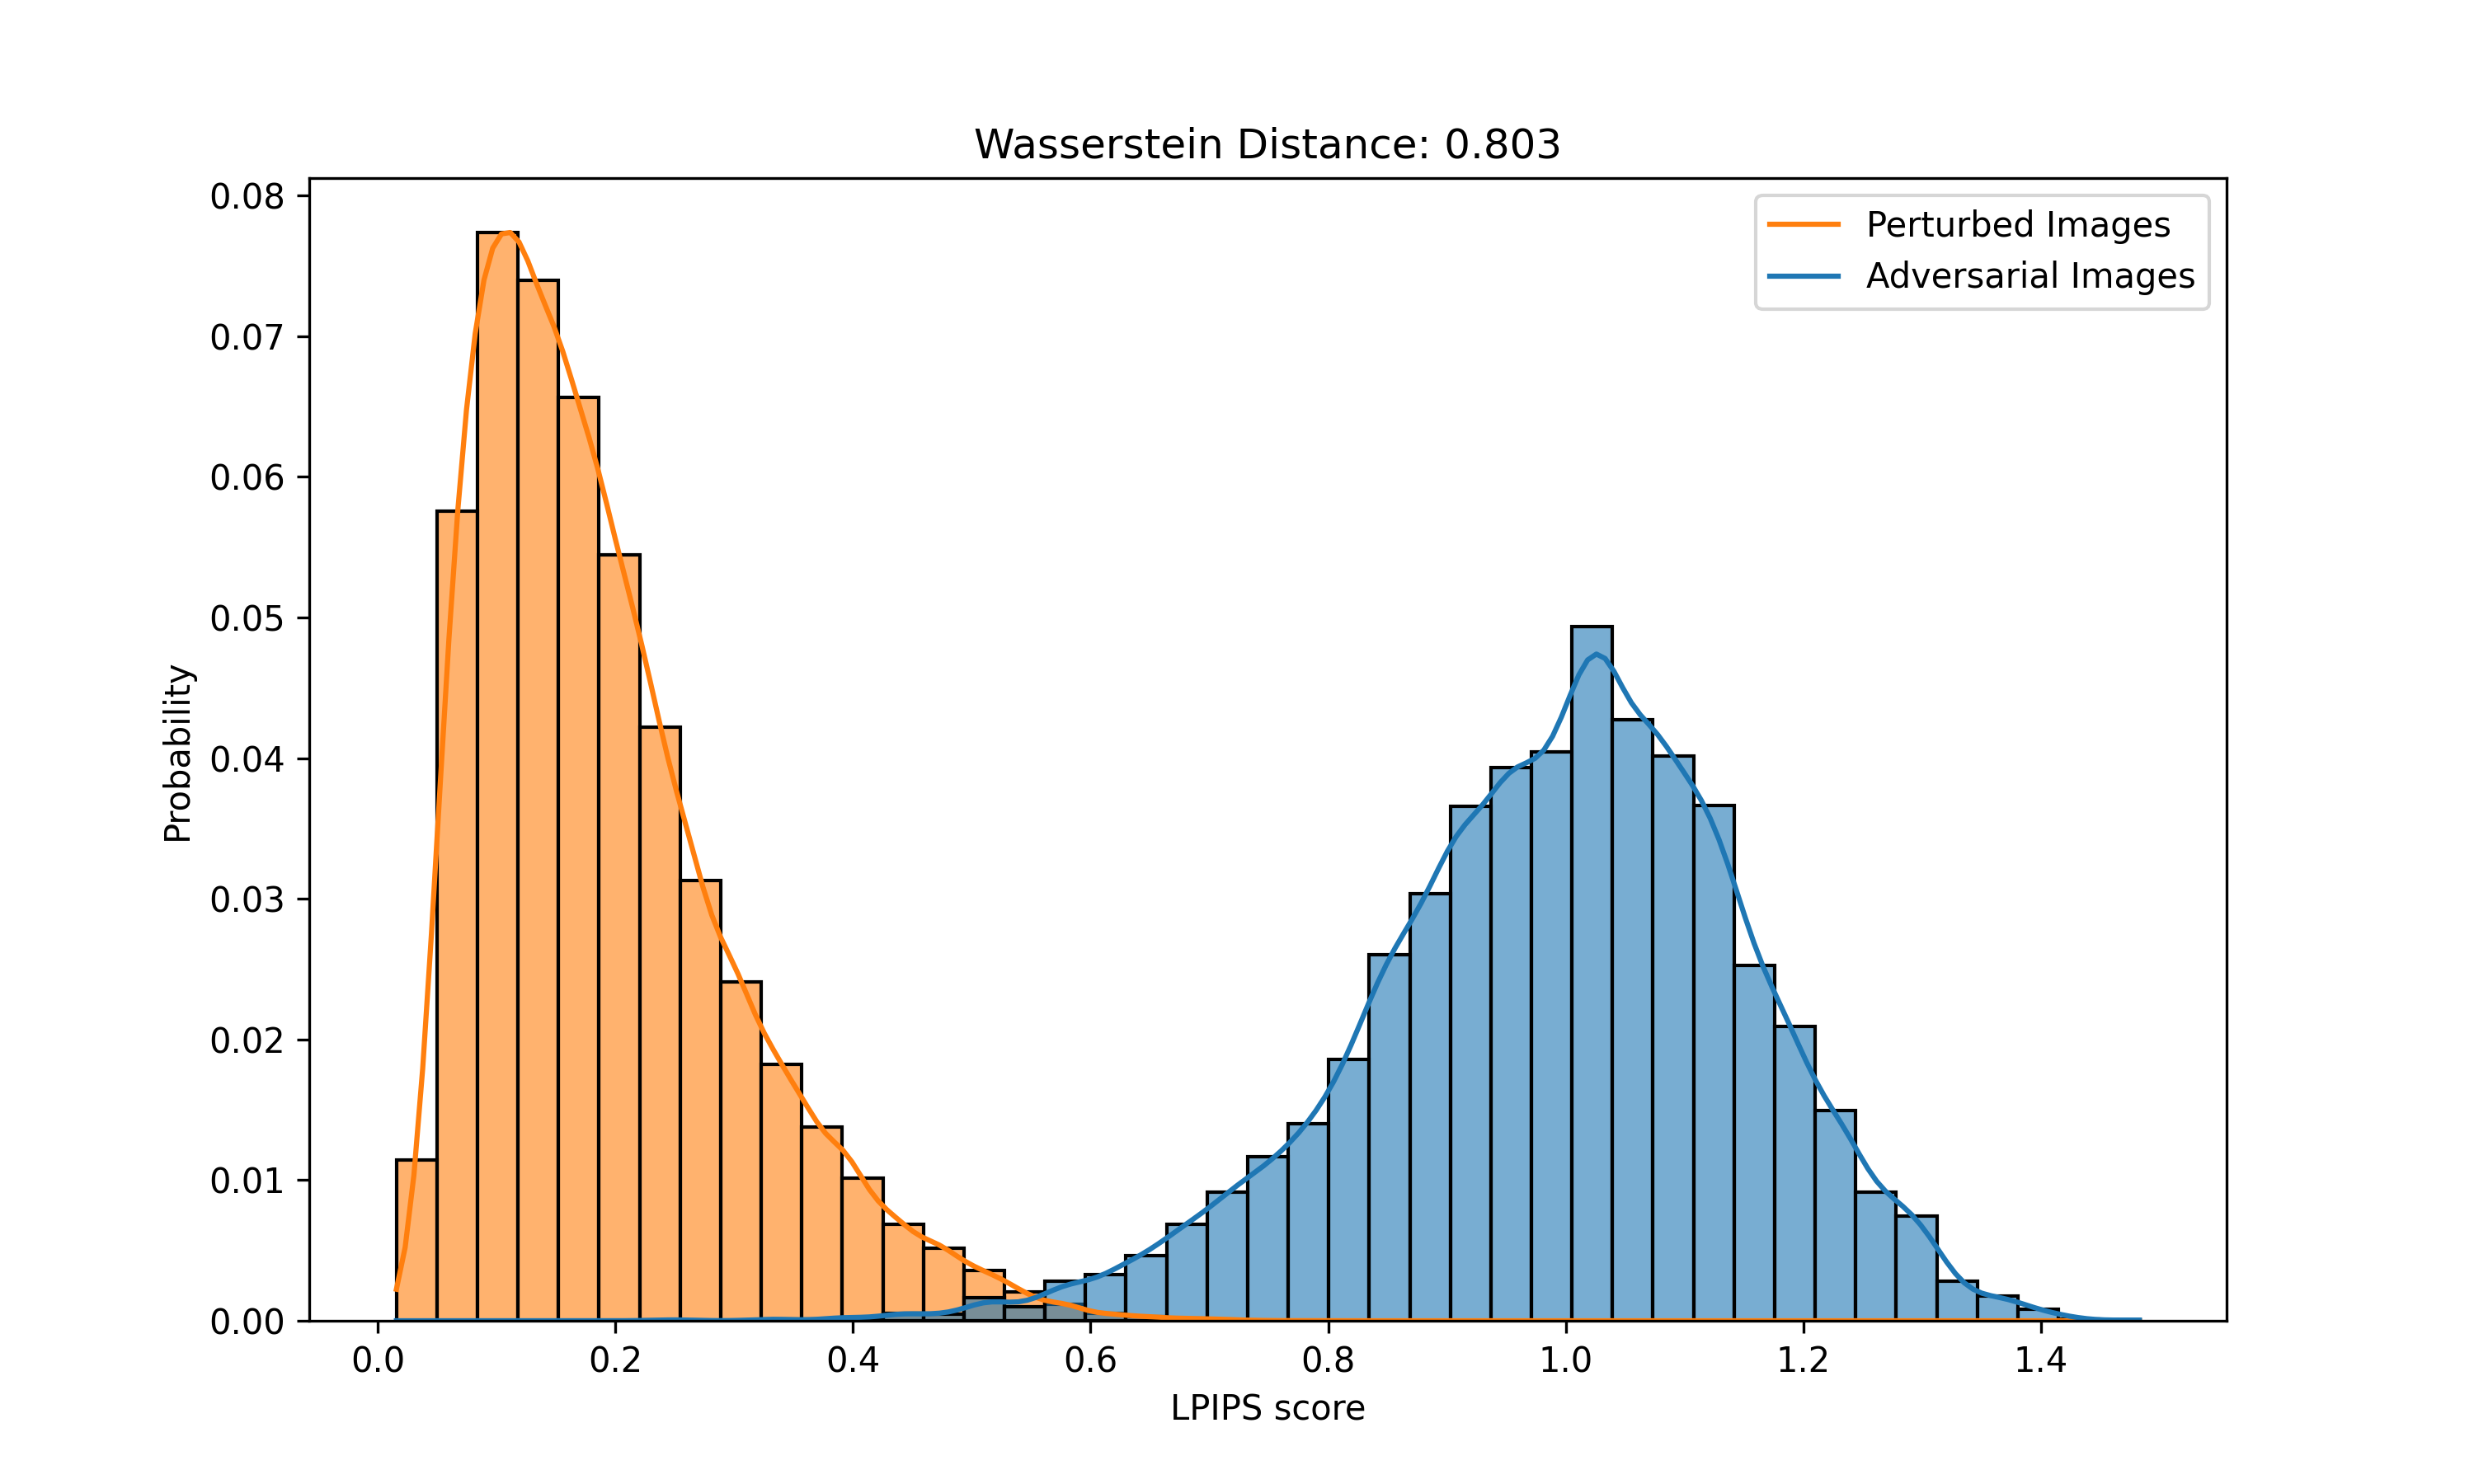 Wasserstein Distance: 0.803
Perturbed Images
Adversarial Images
Probability
0.08
0.07
0.06
0.05
0.04
0.03
0.02
0.01
0.00
0.0 0.2 0.4 0.6 0.8 1.0 1.2 1.4
LPIPS score